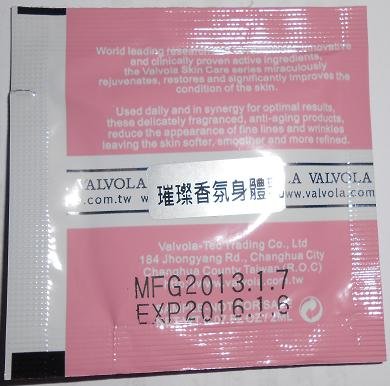 World leading innovative
and clinically proven active ingredients,
the Valvola Skin Care series miraculously
rejuvenates, restores and significantly improves the
condition of the skin.
Used daily and in synergy for optimal results,
these delicately fragranced, anti-aging products,
reduce the appearance of fine lines and wrinkles
leaving the skin softer, smoother and more refined.
VALVOLA 璀璨香氛身體 LA VALVOLA
.com.tw www.valvola.com.
Valvola-Tec Trading Co., Ltd
184 Jhongyang Rd., Changhua City
Changhua County Taiwan (R.O.C)
MFG2013.1.7
EXP2016.1.6